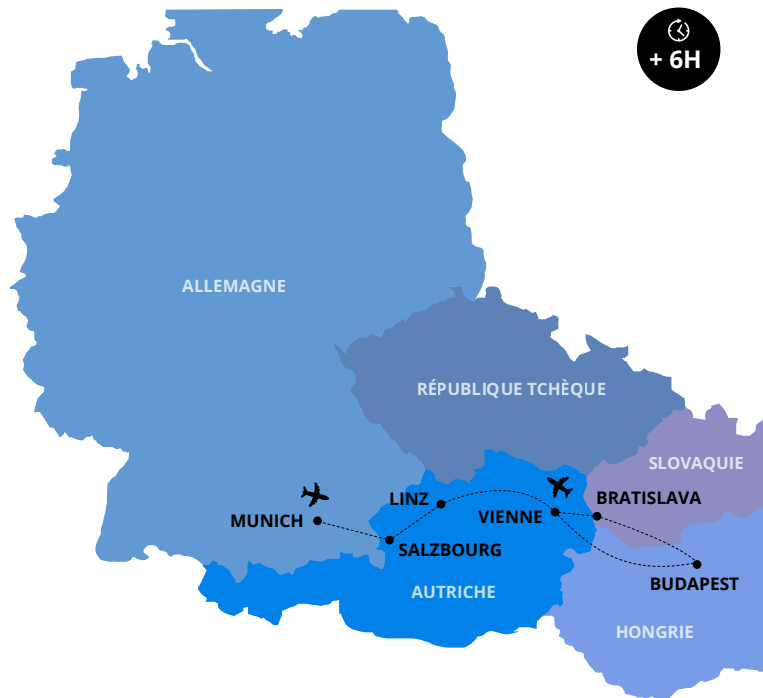 + 6H
ALLEMAGNE
RÉPUBLIQUE TCHÈQUE
SLOVAQUIE
LINZ
BRATISLAVA
MUNICH
VIENNE
SALZBOURG
BUDAPEST
AUTRICHE
HONGRIE